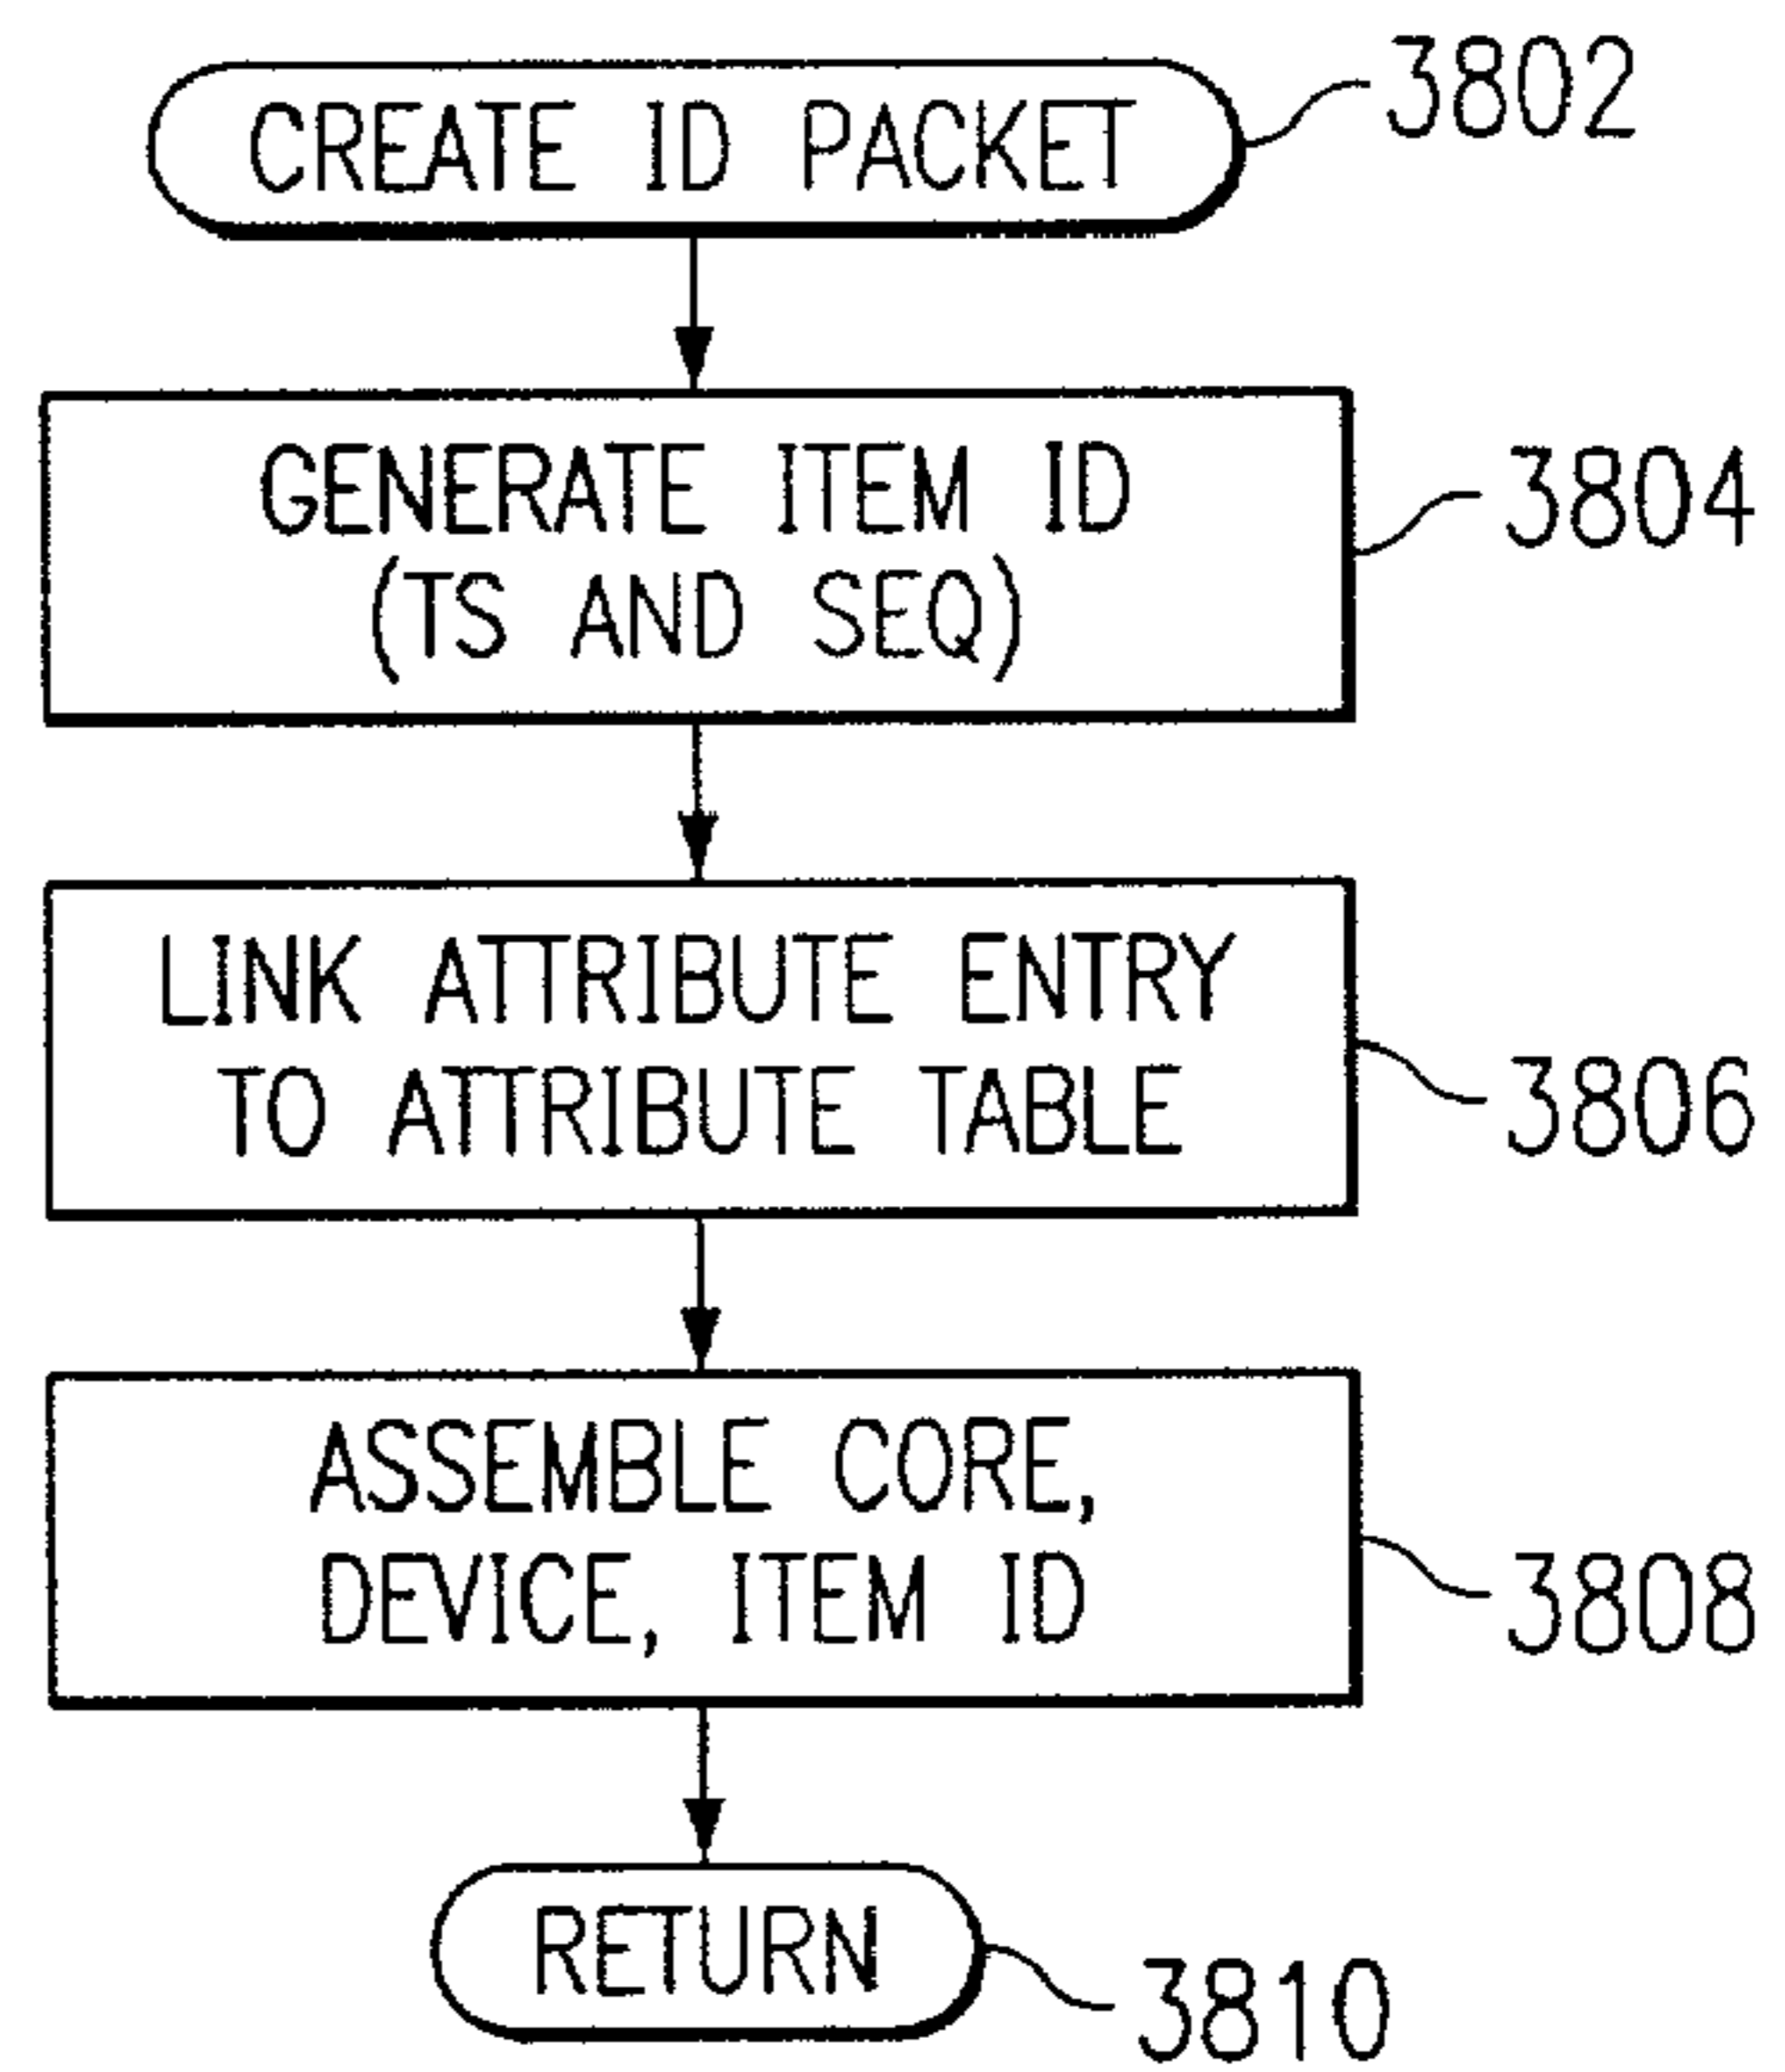 CREATE ID PACKET
3802
GENERATE ITEM ID
(TS AND SEQ)
3804
LINK ATTRIBUTE ENTRY
TO ATTRIBUTE TABLE
3806
ASSEMBLE CORE,
DEVICE, ITEM ID
3808
RETURN
3810